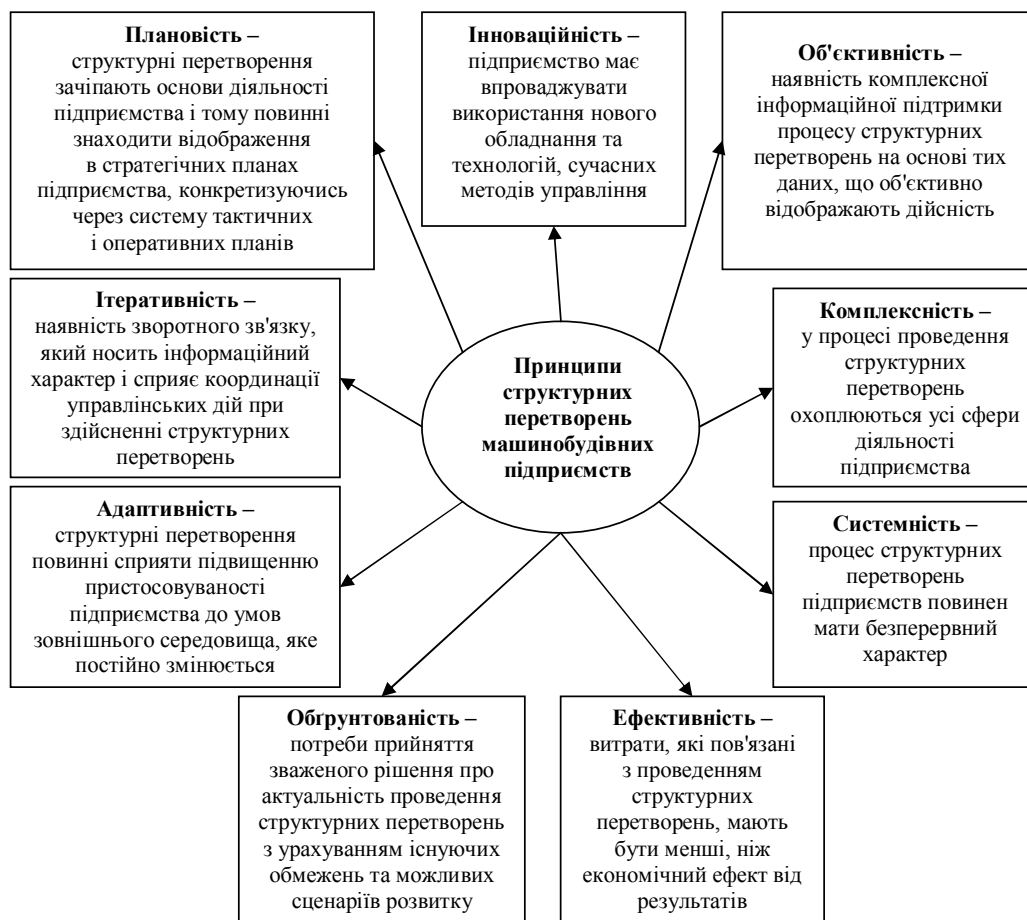 Плановість –
структурні перетворення
зачіпають основи діяльності
підприємства і тому повинні
знаходити відображення
в стратегічних планах
підприємства, конкретизуючись
через систему тактичних
і оперативних планів
Інноваційність –
підприємство має
впроваджувати
використання нового
обладнання та
технологій, сучасних
методів управління
Об'єктивність –
наявність комплексної
інформаційної підтримки
процесу структурних
перетворень на основі тих
даних, що об'єктивно
відображають дійсність
Ітеративність –
наявність зворотного зв'язку,
який носить інформаційний
характер і сприяє координації
управлінських дій при
здійсненні структурних
перетворень
Принципи
структурних
перетворень
машинобудівних
підприємств
Комплексність –
у процесі проведення
структурних
перетворень
охоплюються усі сфери
діяльності
підприємства
Адаптивність –
структурні перетворення
повинні сприяти підвищенню
пристосовуваності
підприємства до умов
зовнішнього середовища, яке
постійно змінюється
Системність –
процес структурних
перетворень
підприємств повинен
мати безперервний
характер
Обґрунтованість –
потреби прийняття
зваженого рішення про
актуальність проведення
структурних перетворень
з урахуванням існуючих
обмежень та можливих
сценаріїв розвитку
Ефективність –
витрати, які пов'язані
з проведенням
структурних
перетворень, мають
бути менші, ніж
економічний ефект від
результатів